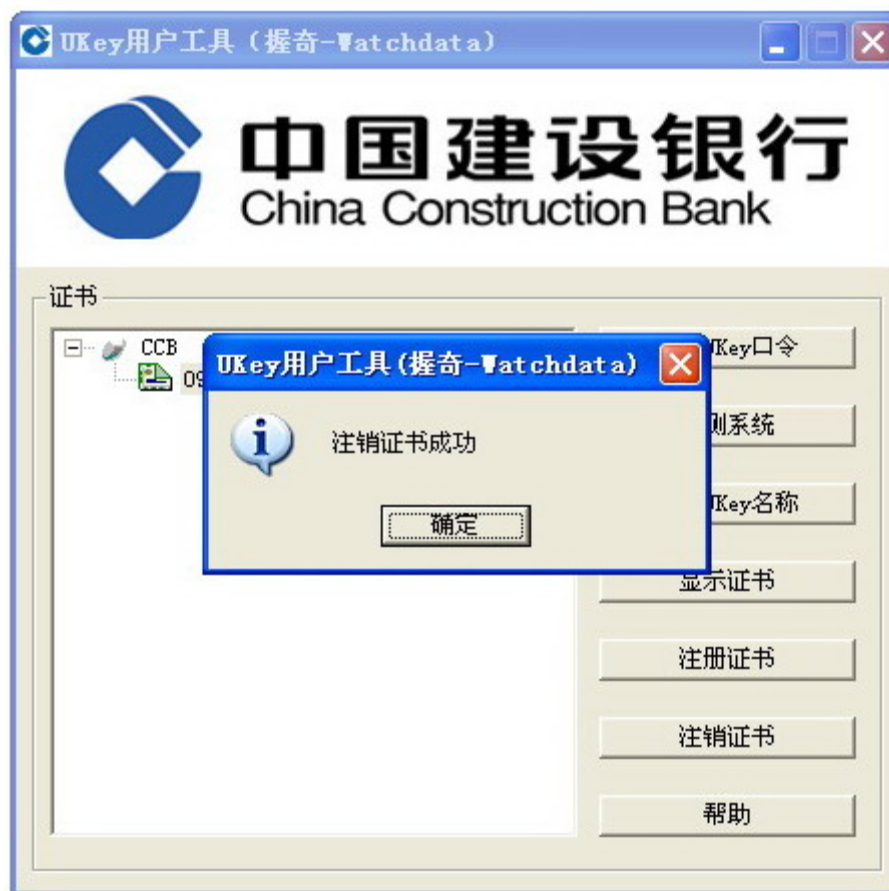 UKey用户工具（握奇-Watchdata）
中国建设银行
China Construction Bank
证书
CCB
UKey用户工具(握奇-Watchdata)
注销证书成功
确定
Key口令
系统
Key名称
显示证书
注册证书
注销证书
帮助